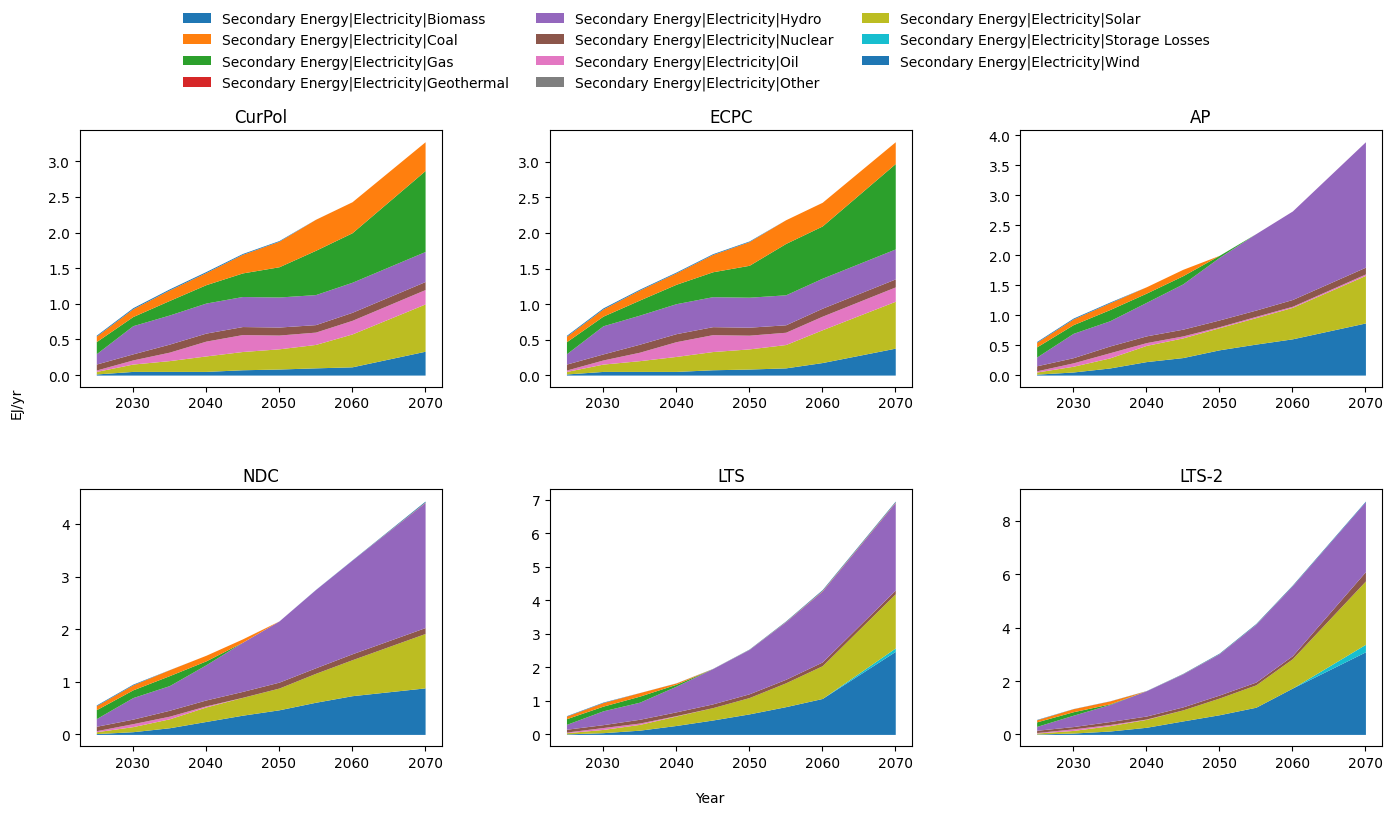 Secondary Energy|Electricity|Biomass
Secondary Energy|Electricity|Coal
Secondary Energy|Electricity|Gas
Secondary Energy|Electricity|Geothermal
Secondary Energy|Electricity|Hydro
Secondary Energy|Electricity|Nuclear
Secondary Energy|Electricity|Oil
Secondary Energy|Electricity|Other
Secondary Energy|Electricity|Solar
Secondary Energy|Electricity|Storage Losses
Secondary Energy|Electricity|Wind
CurPol
3.0
2.5
2.0
1.5
1.0
0.5
0.0
2030 2040 2050 2060 2070
ECPC
3.0
2.5
2.0
1.5
1.0
0.5
0.0
2030 2040 2050 2060 2070
AP
4.0
3.5
3.0
2.5
2.0
1.5
1.0
0.5
0.0
2030 2040 2050 2060 2070
EJ/yr
NDC
4
3
2
1
0
2030 2040 2050 2060 2070
LTS
7
6
5
4
3
2
1
0
2030 2040 2050 2060 2070
LTS-2
8
6
4
2
0
2030 2040 2050 2060 2070
Year